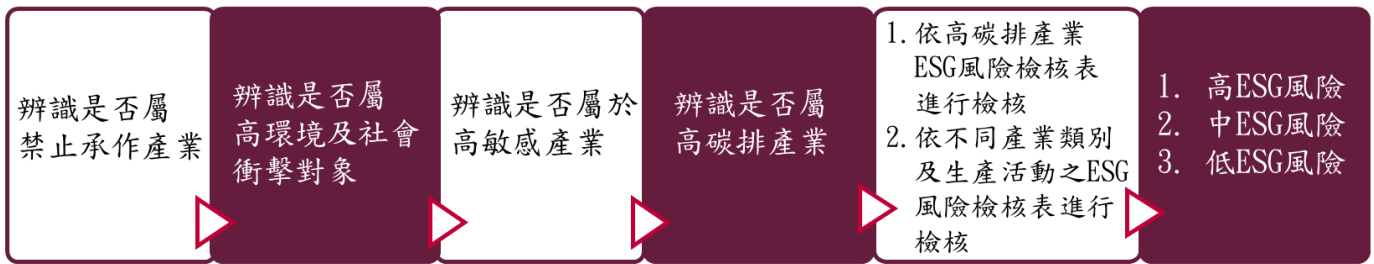 辨識是否屬
禁止承作產業
辨識是否屬
高環境及社會
衝擊對象
辨識是否屬於
高敏感產業
辨識是否屬
高碳排產業
1. 依高碳排產業
ESG風險檢核表
進行檢核
2. 依不同產業類別
及生產活動之ESG
風險檢核表進行
檢核
1. 高ESG風險
2. 中ESG風險
3. 低ESG風險